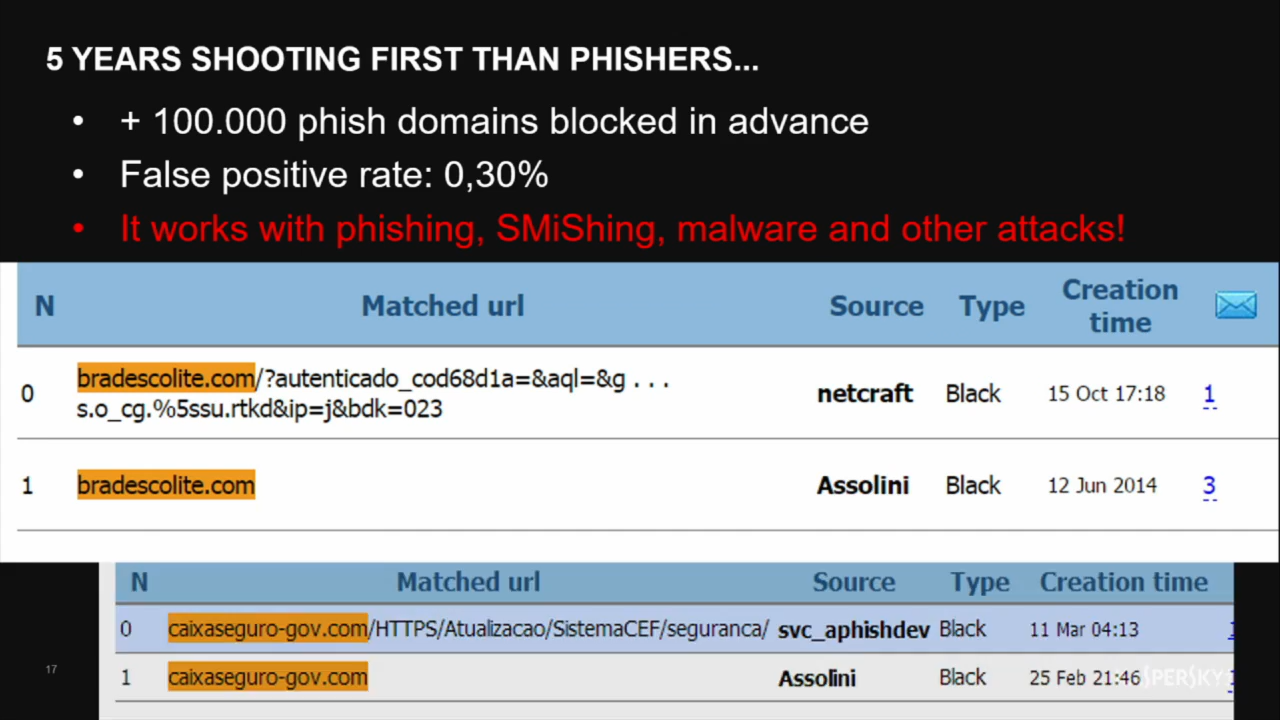 5 YEARS SHOOTING FIRST THAN PHISHERS...
• + 100.000 phish domains blocked in advance
• False positive rate: 0,30%
• It works with phishing, SMiShing, malware and other attacks!
N Matched url Source Type Creation time
0 bradescolite.com/?autenticado_cod68d1a=&aql=&g . . .
s.o_cg.%5ssu.rtkd&ip=j&bdk=023 netcraft Black 15 Oct 17:18 1
1 bradescolite.com Assolini Black 12 Jun 2014 3
N Matched url Source Type Creation time
0 caixaseguro-gov.com/HTTPS/Atualizacao/SistemaCEF/seguranca/ svc_aphishdev Black 11 Mar 04:13 1
1 caixaseguro-gov.com Assolini Black 25 Feb 21:46
17